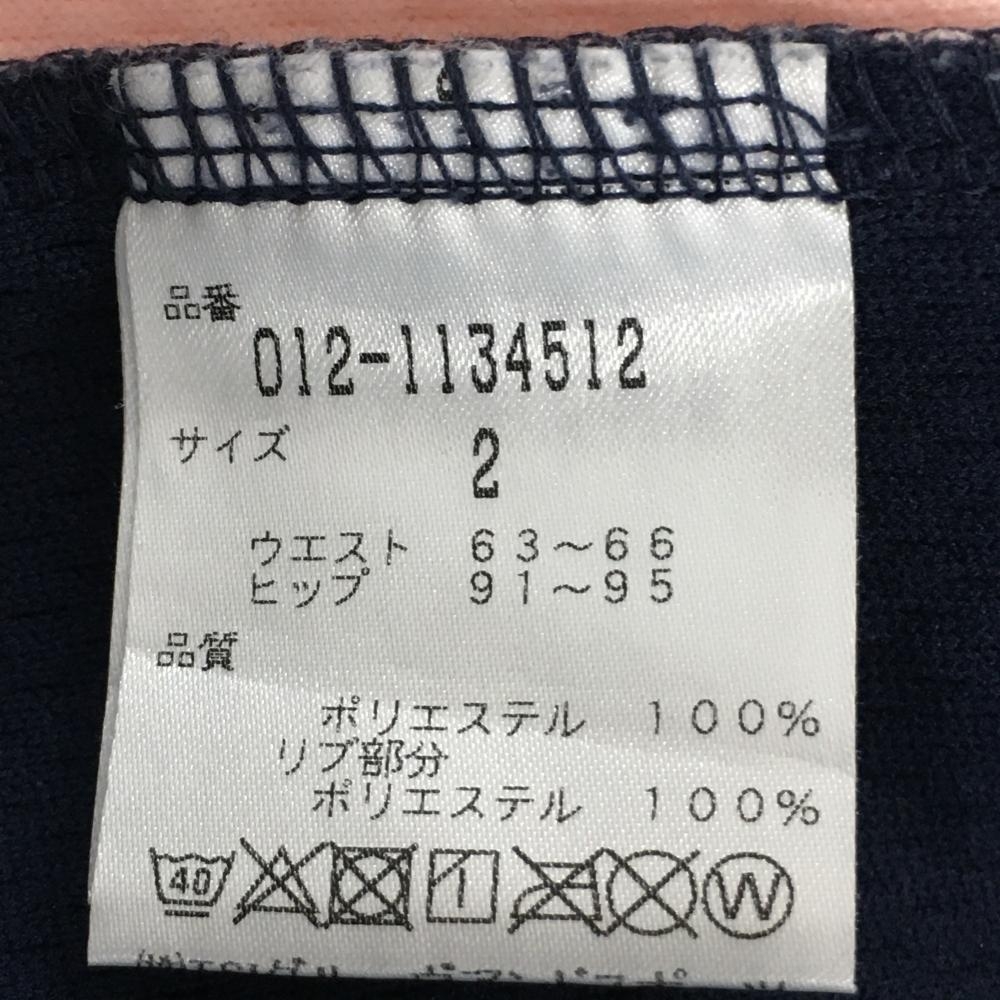 品番
012-1134512
サイズ 2
ウエスト 63～66
ヒップ 91～95
品質
ポリエステル 100%
リブ部分
ポリエステル 100%
40 W